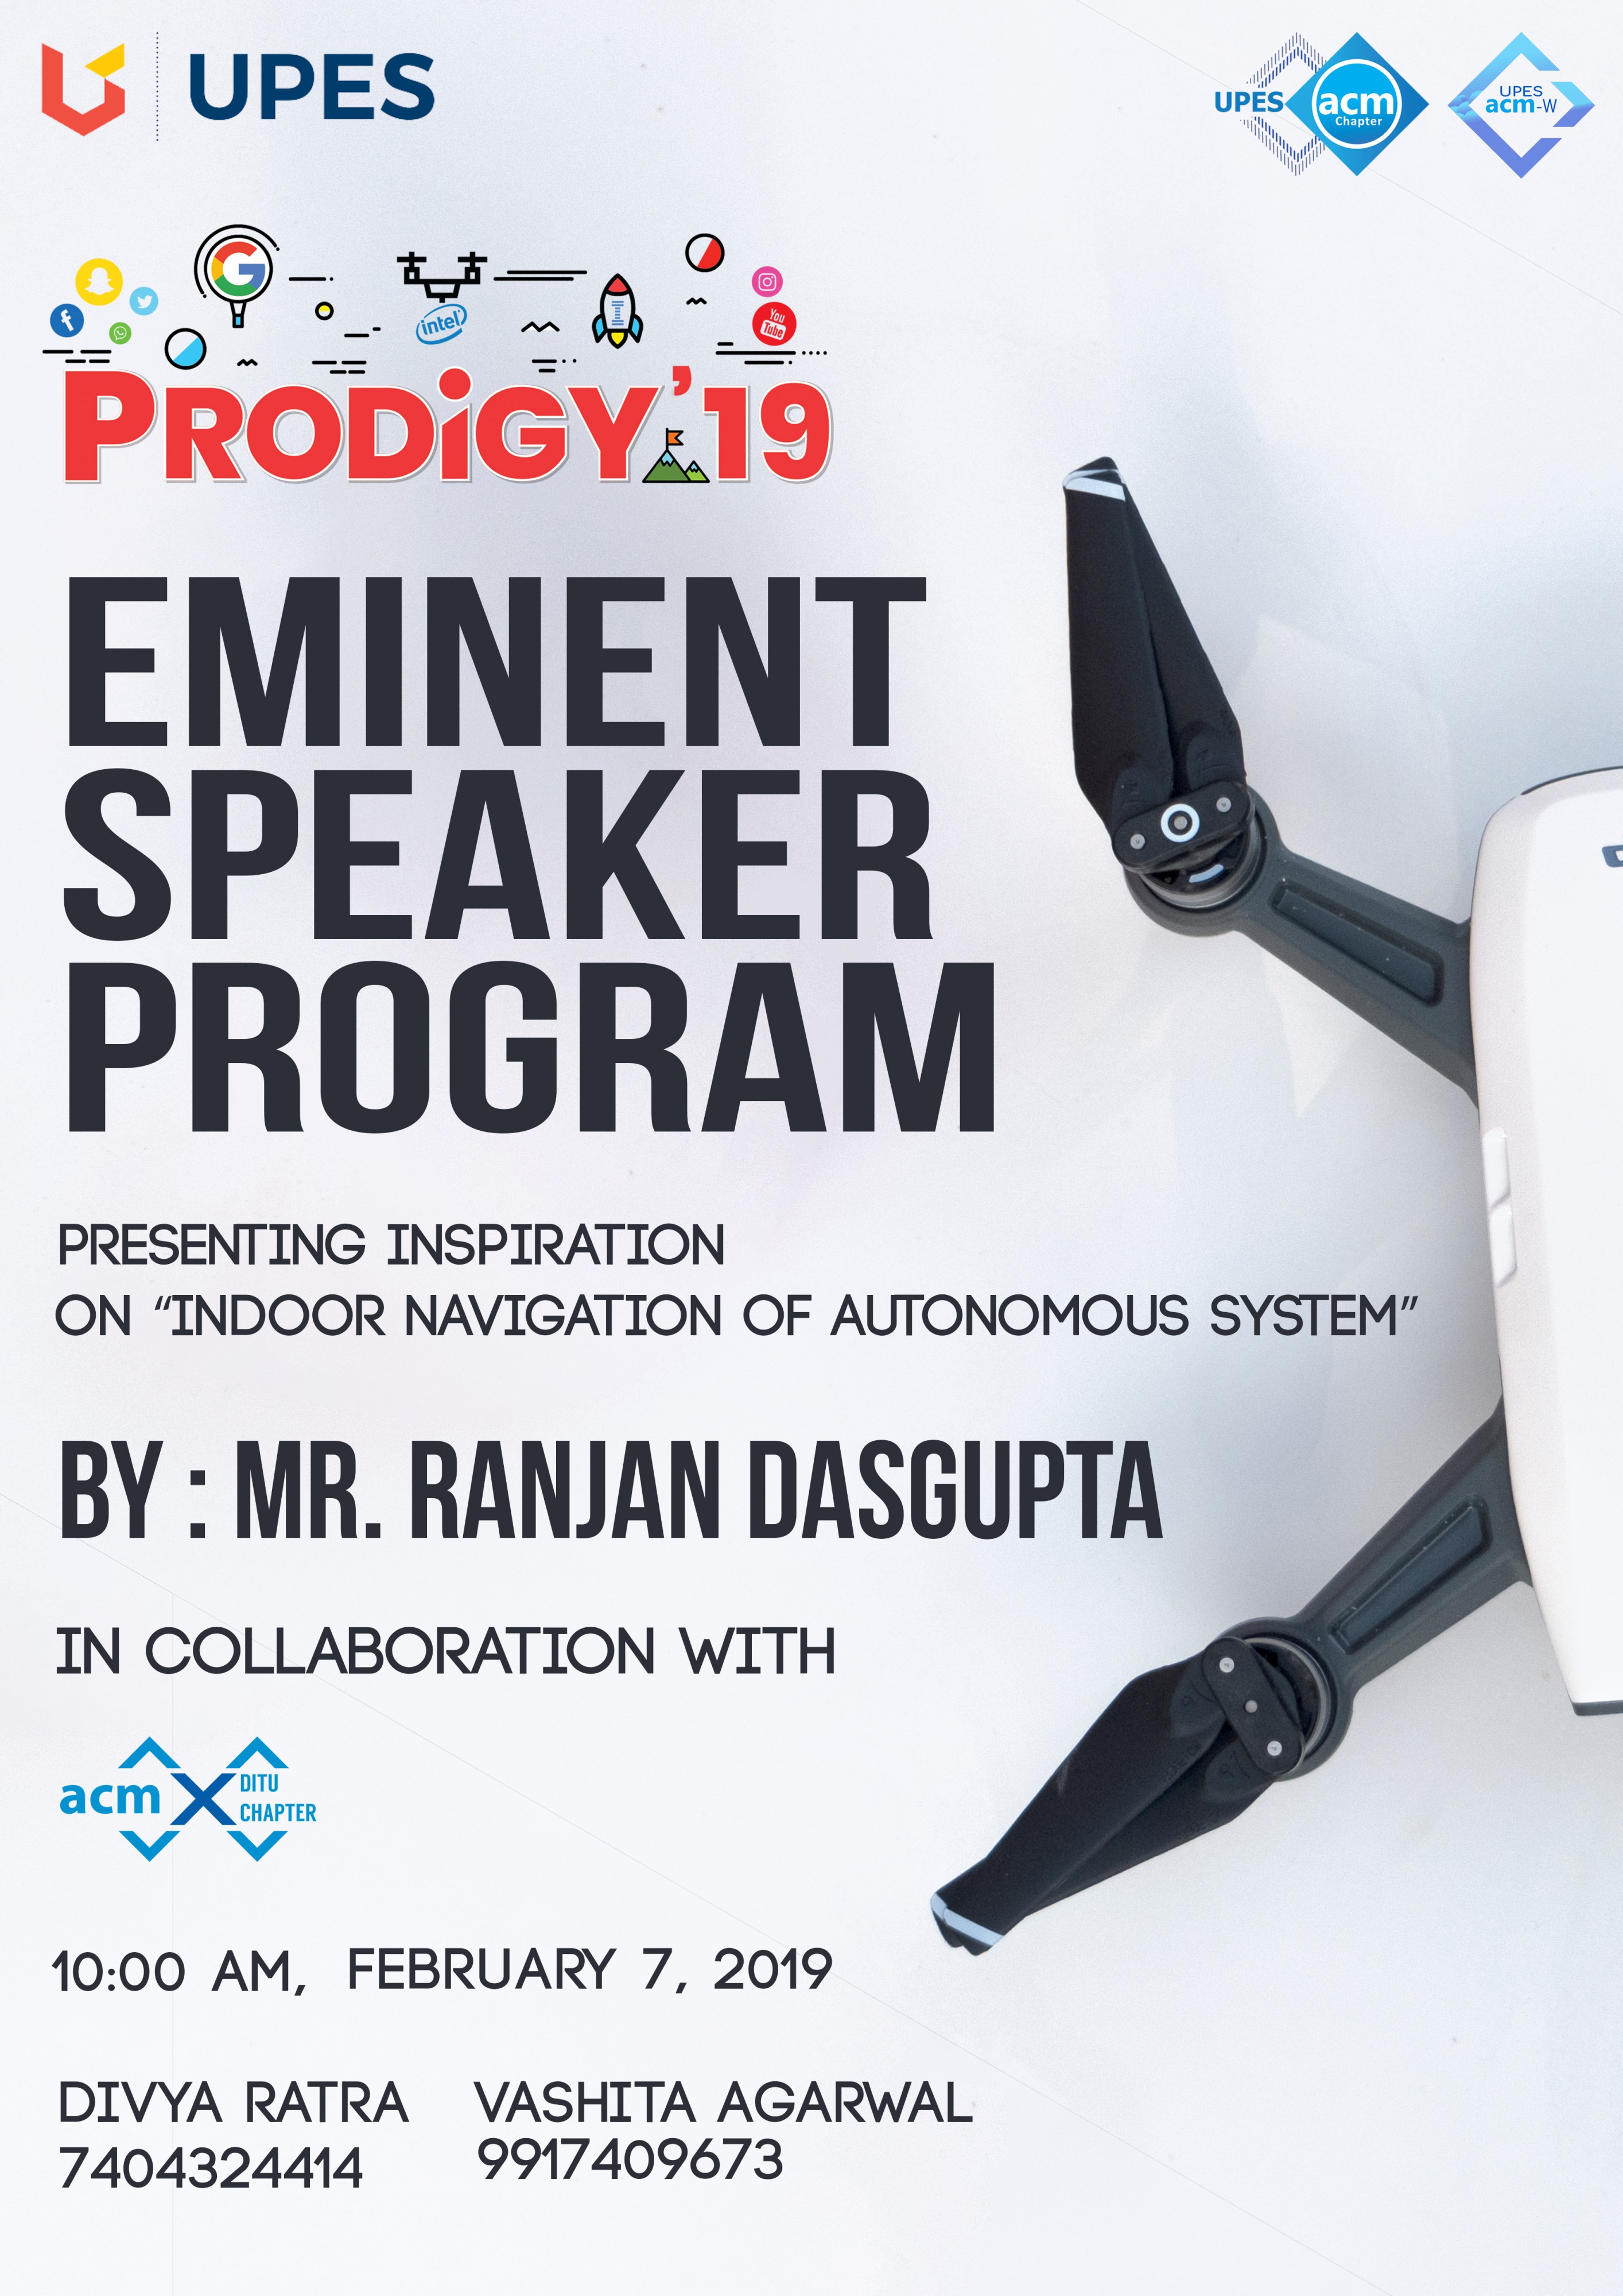 UPES
UPES acm Chapter
UPES acm-W
G
intel
I
You Tube
PRODiGY'19
EMINENT
SPEAKER
PROGRAM
PRESENTING INSPIRATION
ON “INDOOR NAVIGATION OF AUTONOMOUS SYSTEM”
BY : MR. RANJAN DASGUPTA
IN COLLABORATION WITH
acm X DITU CHAPTER
10:00 AM, FEBRUARY 7, 2019
DIVYA RATRA VASHITA AGARWAL
7404324414 9917409673